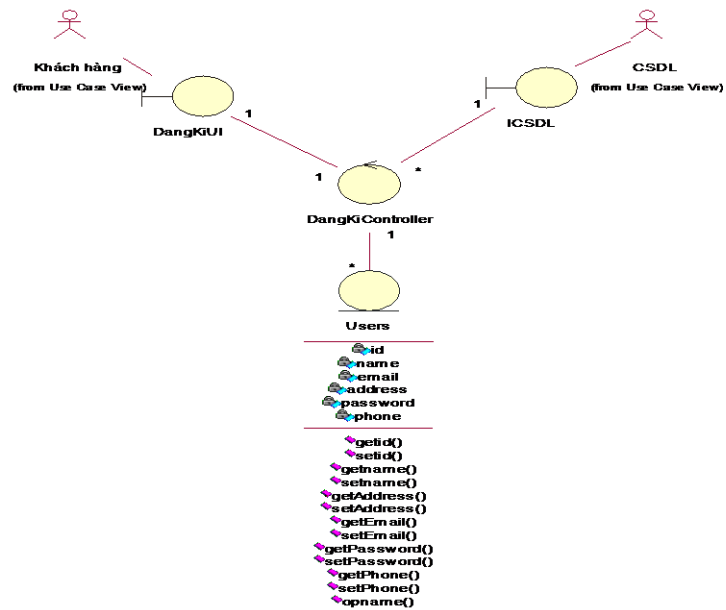 Khách hàng
(from Use Case View)
CSDL
(from Use Case View)
DangKiUI
ICSDL
1
1
1
*
DangKiController
1
*
Users
id
name
email
address
password
phone
getid()
setid()
getname()
setname()
getAddress()
setAddress()
getEmail()
setEmail()
getPassword()
setPassword()
getPhone()
setPhone()
opname()